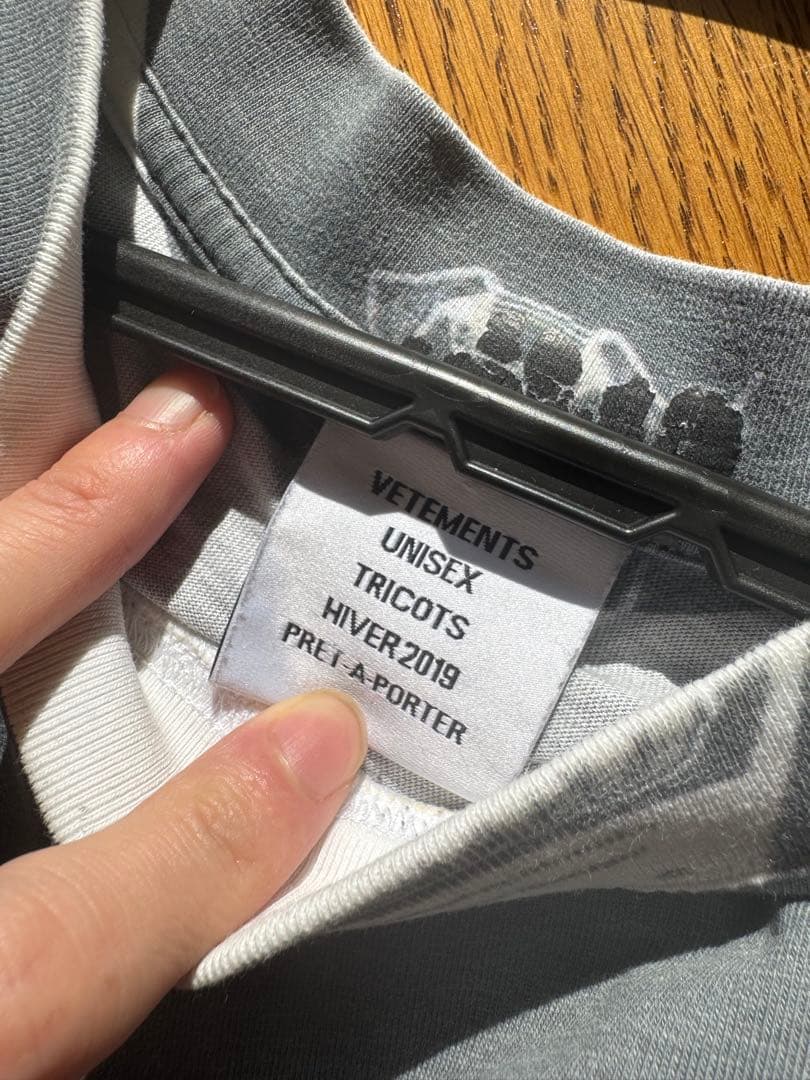 VETEMENTS
UNISEX
TRICOTS
HIVER 2019
PRET-A-PORTER